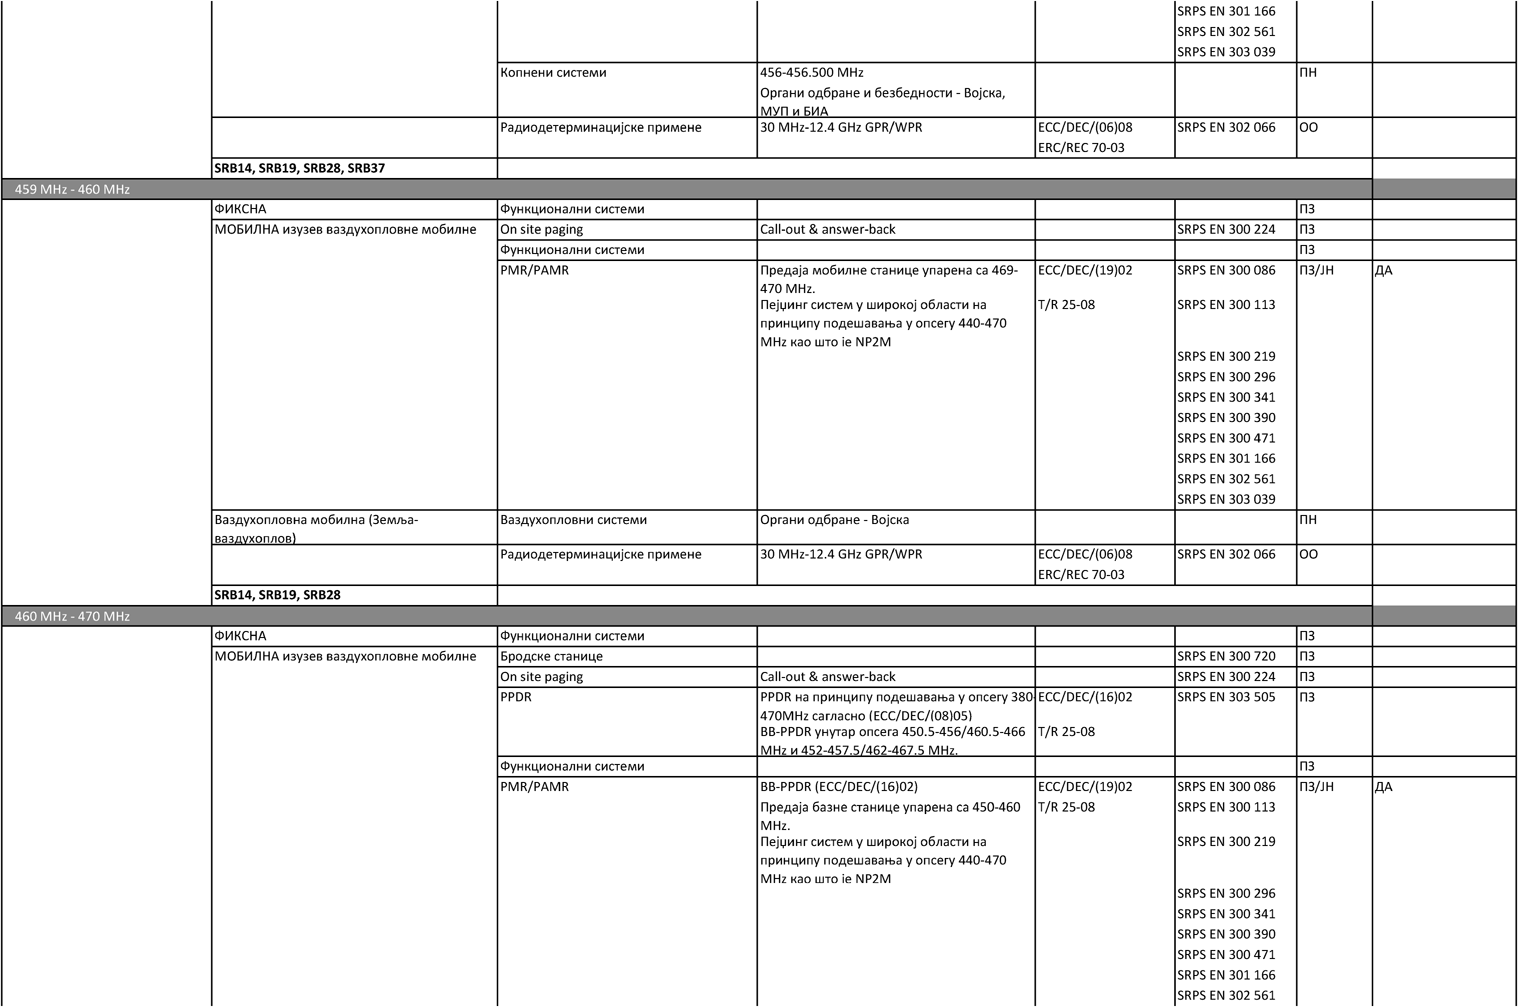 SRPS EN 301 166
SRPS EN 302 561
SRPS EN 303 039
Копнени системи 456-456.500 MHz ПН
Органи одбране и безбедности - Војска,
МУП и БИА
Радиодетерминацијске примене 30 MHz-12.4 GHz GPR/WPR ECC/DEC/(06)08 SRPS EN 302 066 ОО
ERC/REC 70-03
SRB14, SRB19, SRB28, SRB37
459 MHz - 460 MHz
ФИКСНА Функционални системи ПЗ
МОБИЛНА изузев ваздухопловне мобилне On site paging Call-out & answer-back SRPS EN 300 224 ПЗ
Функционални системи ПЗ
PMR/PAMR Предаја мобилне станице упарена са 469- ECC/DEC/(19)02 SRPS EN 300 086 ПЗ/ЈН ДА
470 MHz.
Пејџинг систем у широкој области на T/R 25-08 SRPS EN 300 113
принципу подешавања у опсегу 440-470
MHz као што је NP2M
SRPS EN 300 219
SRPS EN 300 296
SRPS EN 300 341
SRPS EN 300 390
SRPS EN 300 471
SRPS EN 301 166
SRPS EN 302 561
SRPS EN 303 039
Ваздухопловна мобилна (Земља- Ваздухопловни системи Органи одбране - Војска ПН
ваздухоплов)
Радиодетерминацијске примене 30 MHz-12.4 GHz GPR/WPR ECC/DEC/(06)08 SRPS EN 302 066 ОО
ERC/REC 70-03
SRB14, SRB19, SRB28
460 MHz - 470 MHz
ФИКСНА Функционални системи ПЗ
МОБИЛНА изузев ваздухопловне мобилне Бродске станице SRPS EN 300 720 ПЗ
On site paging Call-out & answer-back SRPS EN 300 224 ПЗ
PPDR PPDR на принципу подешавања у опсегу 380- ECC/DEC/(16)02 SRPS EN 303 505 ПЗ
470MHz сагласно (ECC/DEC/(08)05)
BB-PPDR унутар опсега 450.5-456/460.5-466 T/R 25-08
MHz и 452-457.5/462-467.5 MHz.
Функционални системи ПЗ
PMR/PAMR BB-PPDR (ECC/DEC/(16)02) ECC/DEC/(19)02 SRPS EN 300 086 ПЗ/ЈН ДА
Предаја базне станице упарена са 450-460 T/R 25-08 SRPS EN 300 113
MHz.
Пејџинг систем у широкој области на SRPS EN 300 219
принципу подешавања у опсегу 440-470
MHz као што је NP2M
SRPS EN 300 296
SRPS EN 300 341
SRPS EN 300 390
SRPS EN 300 471
SRPS EN 301 166
SRPS EN 302 561